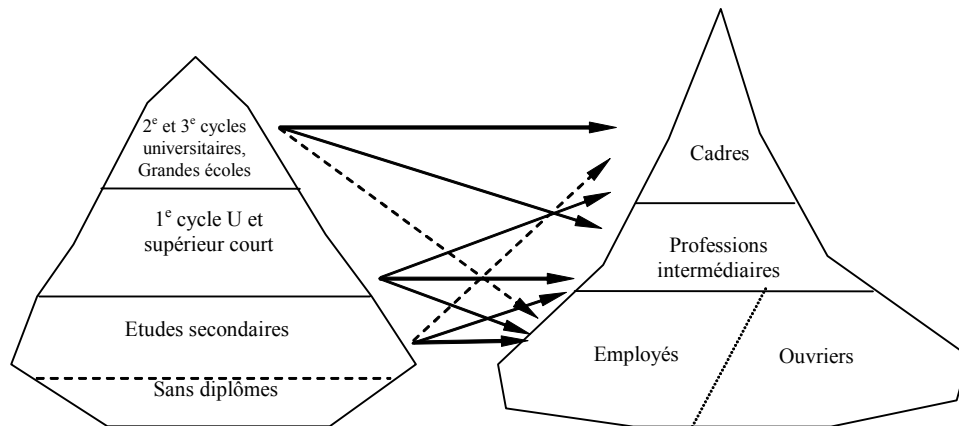 2e et 3e cycles
universitaires,
Grandes écoles
1e cycle U et
supérieur court
Etudes secondaires
Sans diplômes
Cadres
Professions
intermédiaires
Employés
Ouvriers